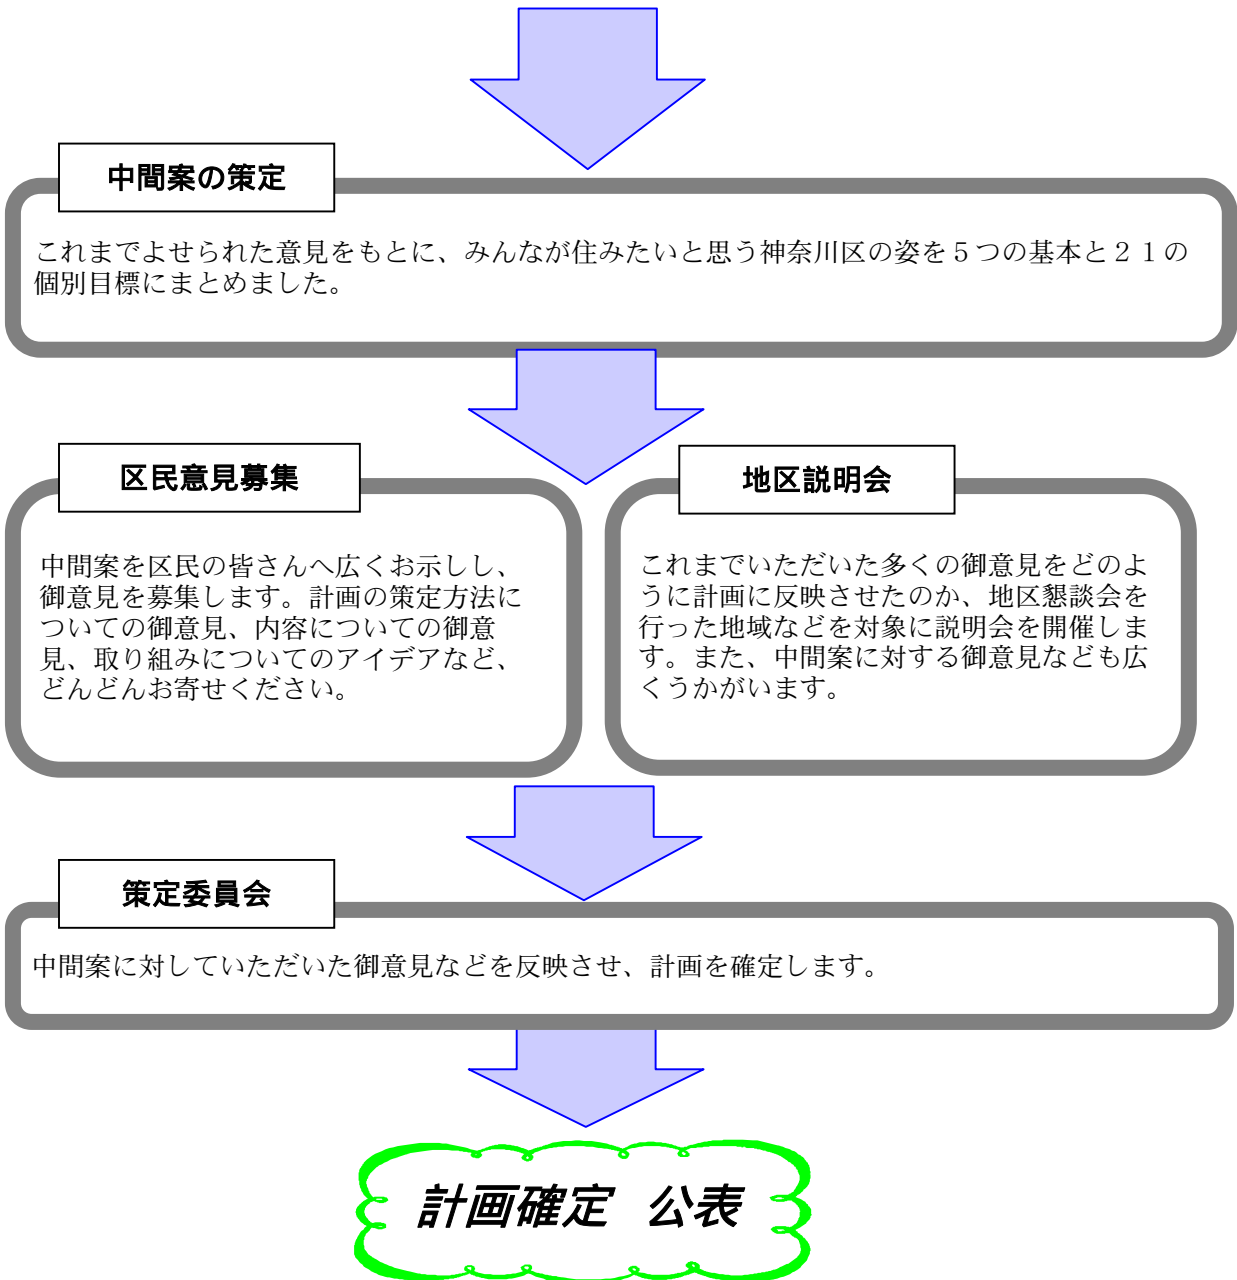 中間案の策定
これまでよせられた意見をもとに、みんなが住みたいと思う神奈川区の姿を５つの基本と２１の
個別目標にまとめました。
区民意見募集
中間案を区民の皆さんへ広くお示しし、
御意見を募集します。計画の策定方法に
ついての御意見、内容についての御意
見、取り組みについてのアイデアなど、
どんどんお寄せください。
地区説明会
これまでいただいた多くの御意見をどのよ
うに計画に反映させたのか、地区懇談会を
行った地域などを対象に説明会を開催しま
す。また、中間案に対する御意見なども広
くうかがいます。
策定委員会
中間案に対していただいた御意見などを反映させ、計画を確定します。
計画確定　公表